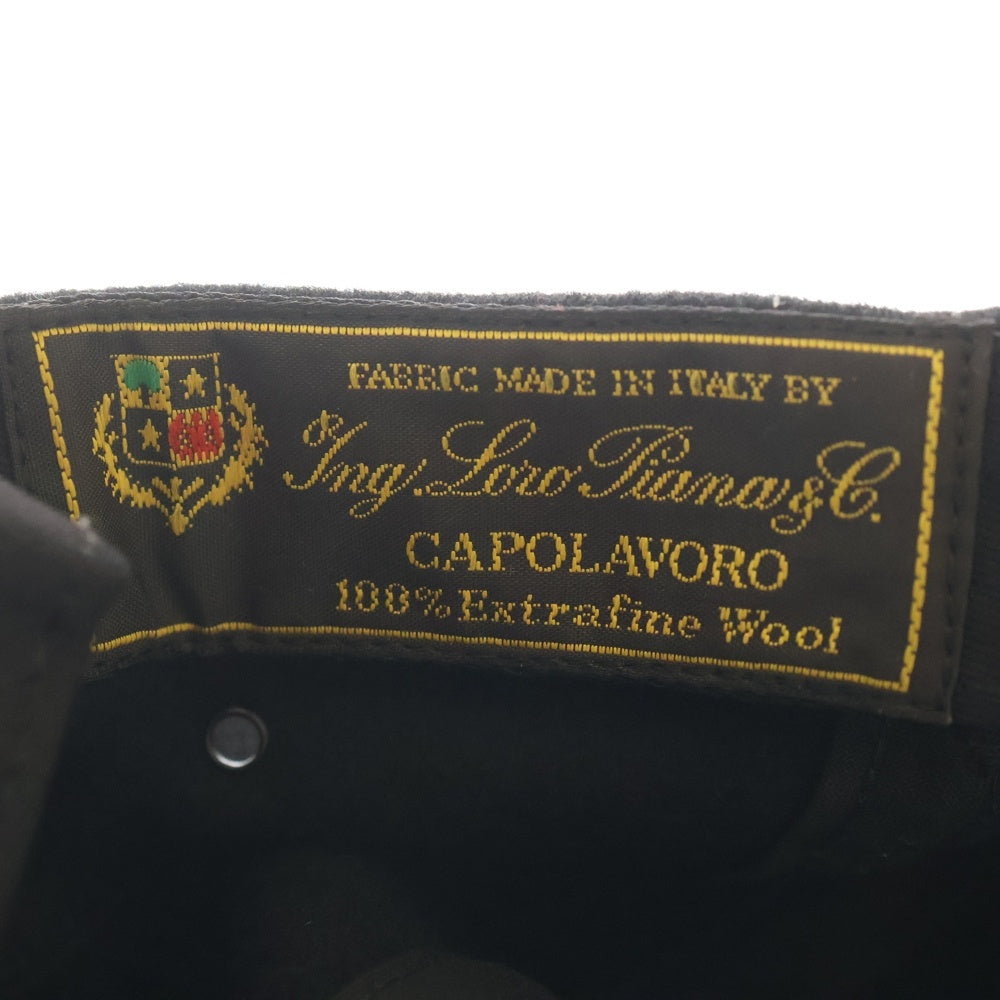 FABRIC MADE IN ITALY BY
Ing. Loro Piana & C.
CAPOLAVORO
100% Extrafine Wool